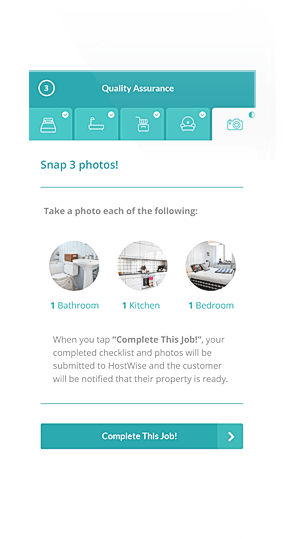 3 Quality Assurance
Snap 3 photos!
Take a photo each of the following:
1 Bathroom 1 Kitchen 1 Bedroom
When you tap “Complete This Job!”, your
completed checklist and photos will be
submitted to HostWise and the customer
will be notified that their property is ready.
Complete This Job!